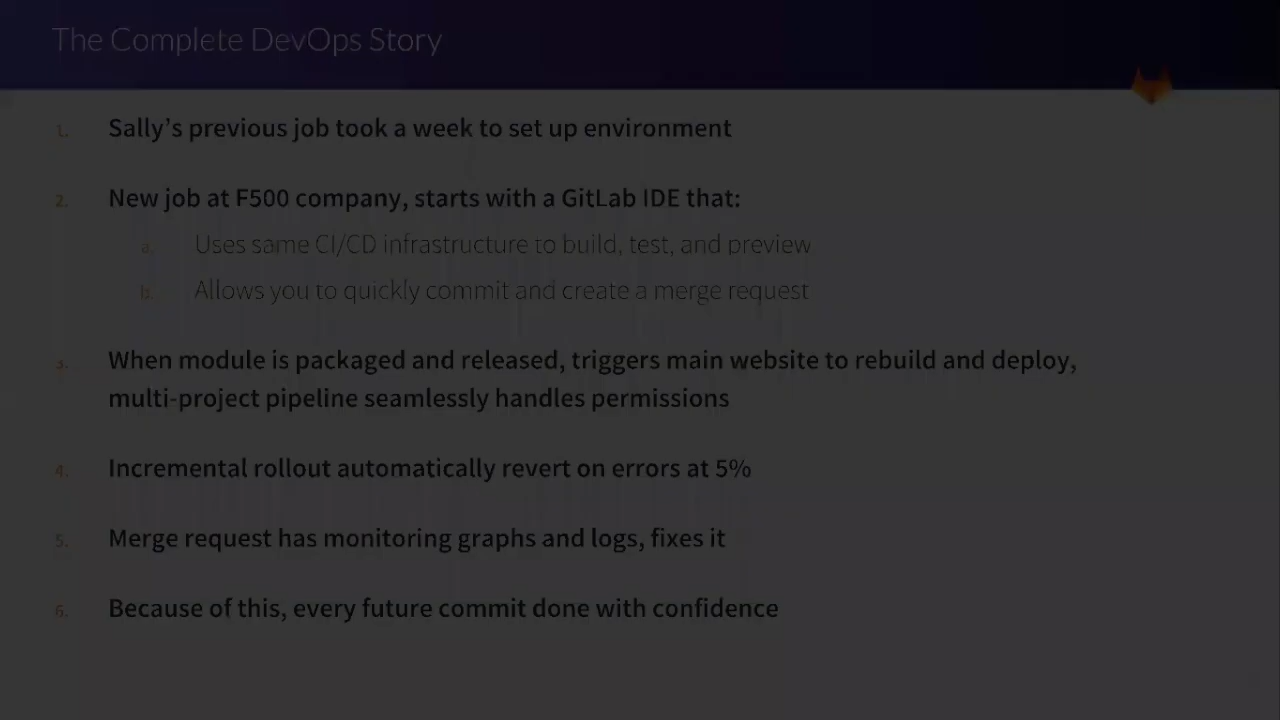 The Complete DevOps Story
1. Sally's previous job took a week to set up environment
2. New job at F500 company, starts with a GitLab IDE that:
a. Uses same CI/CD infrastructure to build, test, and preview
b. Allows you to quickly commit and create a merge request
3. When module is packaged and released, triggers main website to rebuild and deploy,
multi-project pipeline seamlessly handles permissions
4. Incremental rollout automatically revert on errors at 5%
5. Merge request has monitoring graphs and logs, fixes it
6. Because of this, every future commit done with confidence